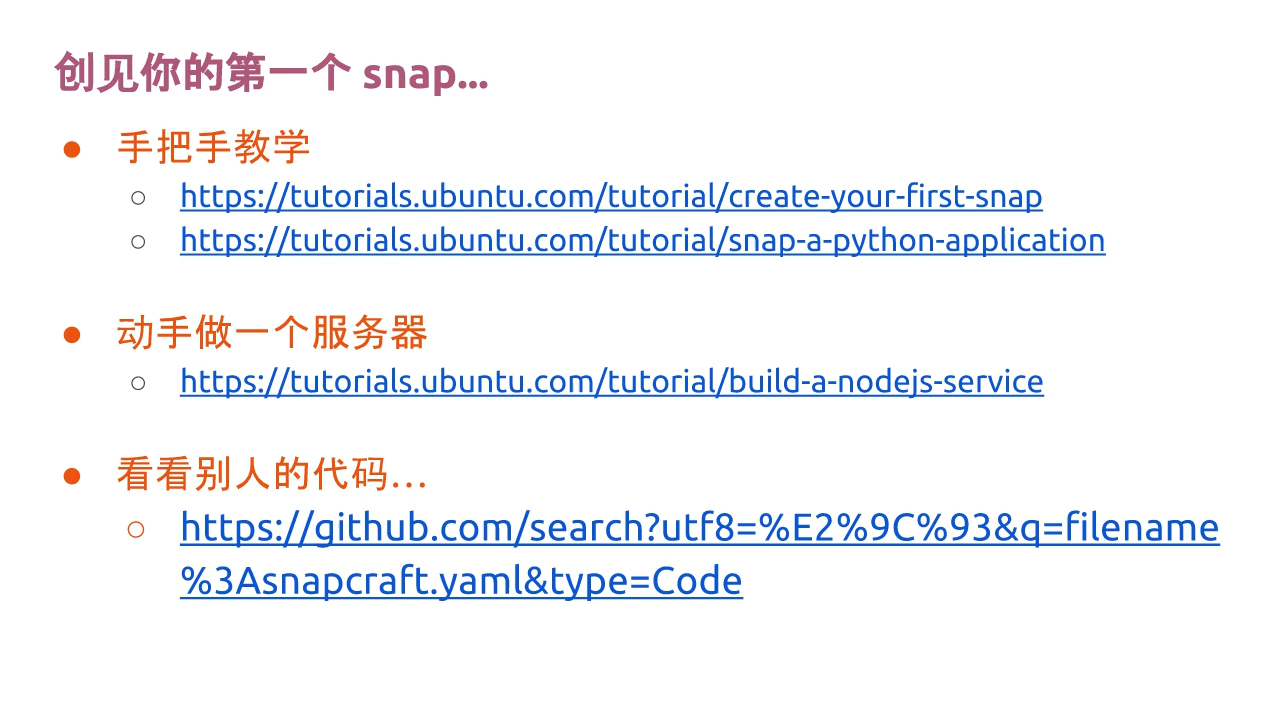 创见你的第一个 snap...
● 手把手教学
○ https://tutorials.ubuntu.com/tutorial/create-your-first-snap
○ https://tutorials.ubuntu.com/tutorial/snap-a-python-application
● 动手做一个服务器
○ https://tutorials.ubuntu.com/tutorial/build-a-nodejs-service
● 看看别人的代码…
○ https://github.com/search?utf8=%E2%9C%93&q=filename
%3Asnapcraft.yaml&type=Code